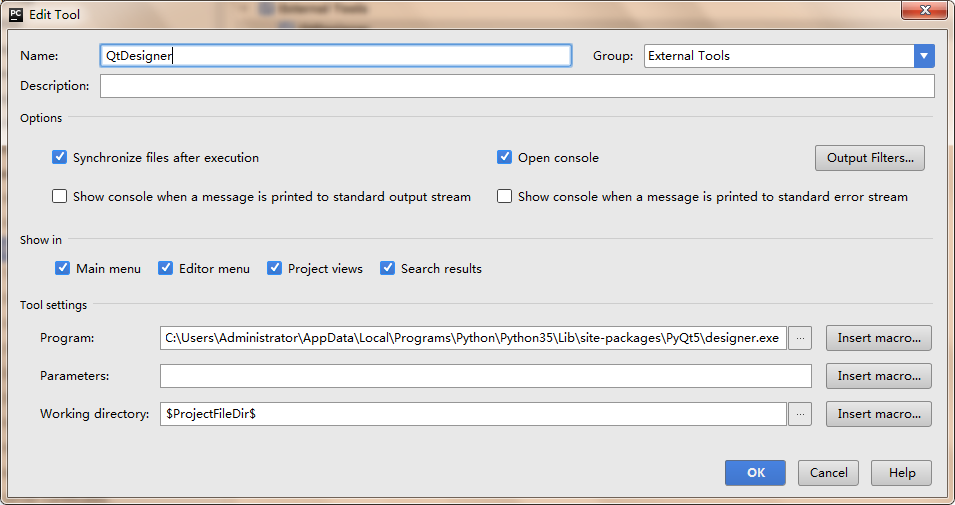 PC Edit Tool
Name: QtDesigner Group: External Tools
Description:
Options
Synchronize files after execution Open console Output Filters...
Show console when a message is printed to standard output stream Show console when a message is printed to standard error stream
Show in
Main menu Editor menu Project views Search results
Tool settings
Program: C:\Users\Administrator\AppData\Local\Programs\Python\Python35\Lib\site-packages\PyQt5\designer.exe ... Insert macro...
Parameters: Insert macro...
Working directory: $ProjectFileDir$ ... Insert macro...
OK Cancel Help